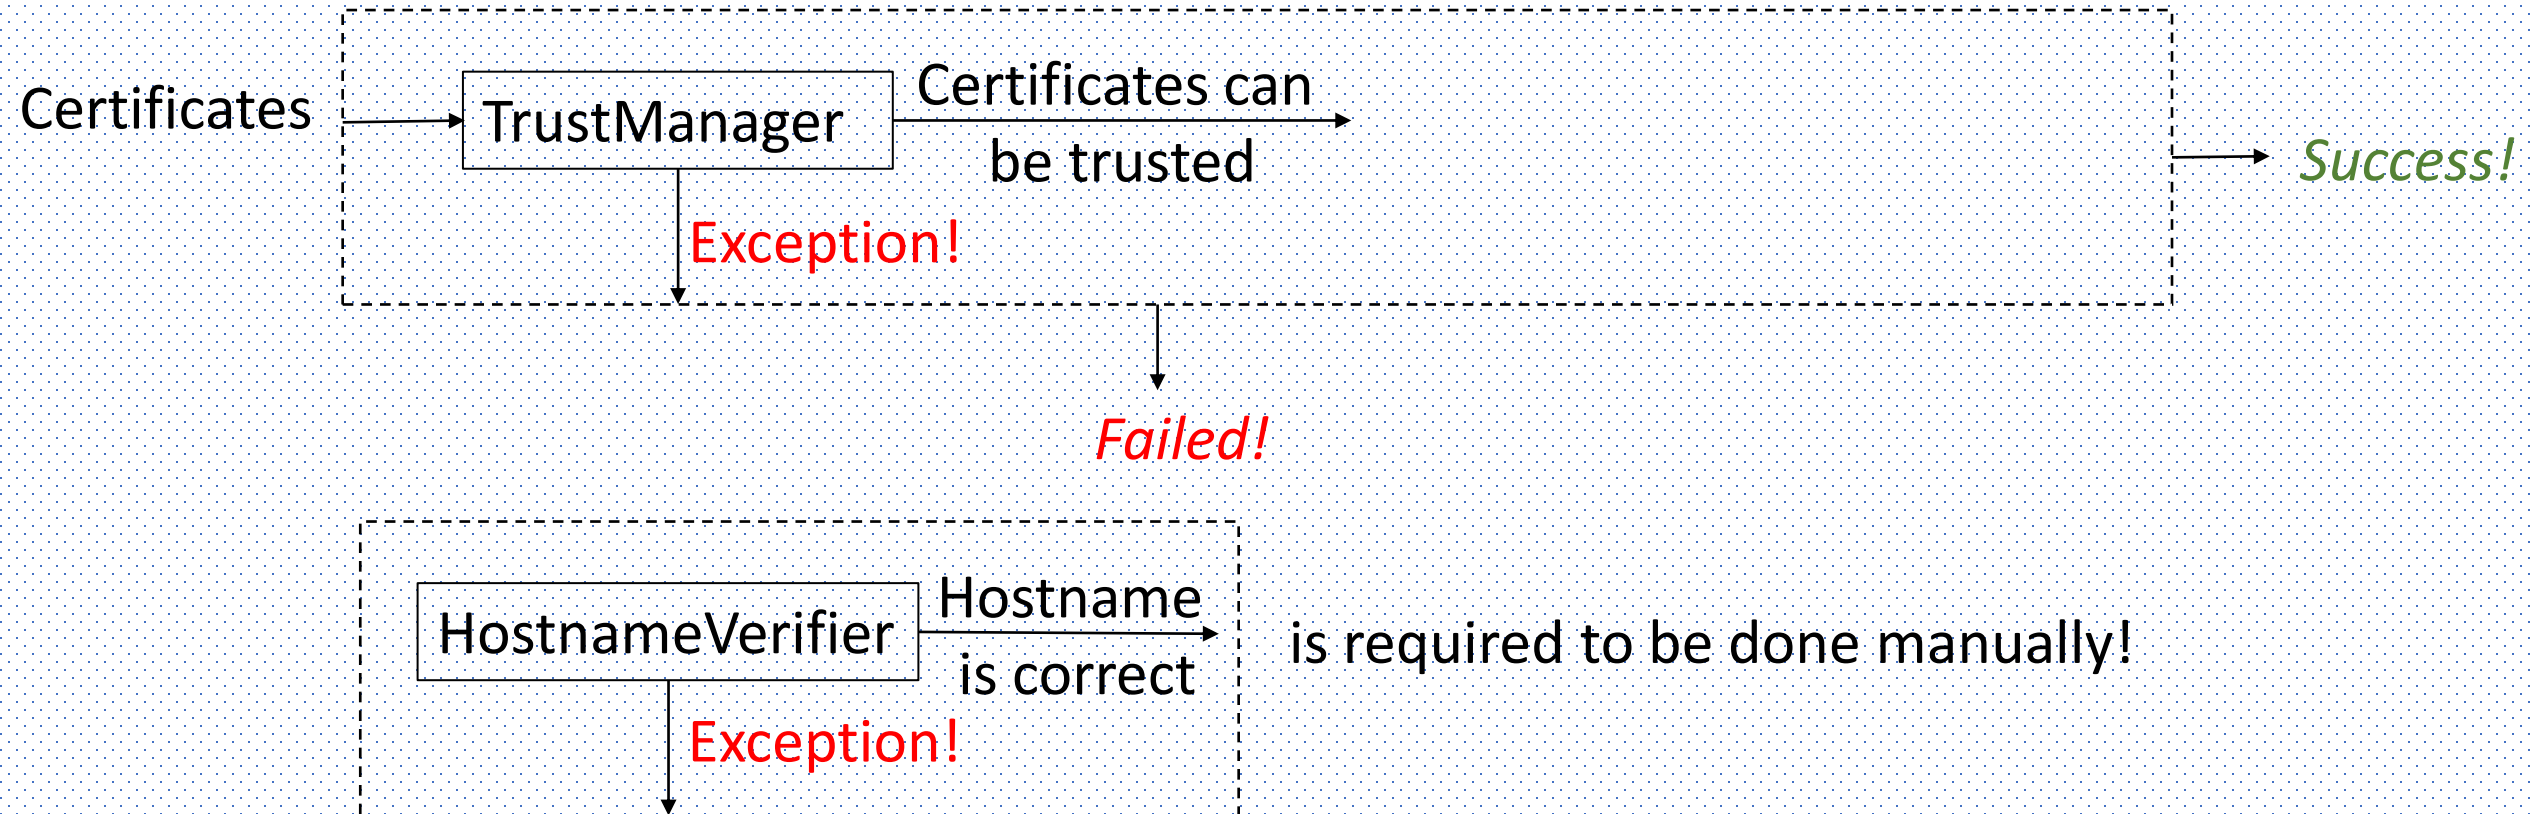 Certificates
TrustManager
Certificates can
be trusted
Success!
Exception!
Failed!
HostnameVerifier
Hostname
is correct
is required to be done manually!
Exception!